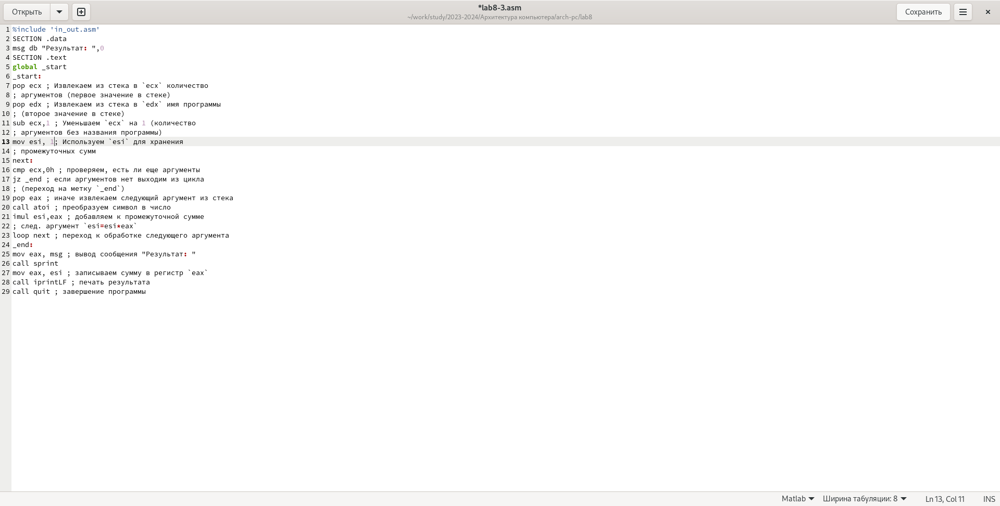 Открыть
*lab8-3.asm
~/work/study/2023-2024/Архитектура компьютера/arch-pc/lab8
Сохранить
1 %include 'in_out.asm'
2 SECTION .data
3 msg db "Результат: ",0
4 SECTION .text
5 global _start
6 _start:
7 pop ecx ; Извлекаем из стека в `ecx` количество
8 ; аргументов (первое значение в стеке)
9 pop edx ; Извлекаем из стека в `edx` имя программы
10 ; (второе значение в стеке)
11 sub ecx,1 ; Уменьшаем `ecx` на 1 (количество
12 ; аргументов без названия программы)
13 mov esi, 1; Используем `esi` для хранения
14 ; промежуточных сумм
15 next:
16 cmp ecx,0h ; проверяем, есть ли еще аргументы
17 jz _end ; если аргументов нет выходим из цикла
18 ; (переход на метку `_end`)
19 pop eax ; иначе извлекаем следующий аргумент из стека
20 call atoi ; преобразуем символ в число
21 imul esi,eax ; добавляем к промежуточной сумме
22 ; след. аргумент `esi=esi*eax`
23 loop next ; переход к обработке следующего аргумента
24 _end:
25 mov eax, msg ; вывод сообщения "Результат: "
26 call sprint
27 mov eax, esi ; записываем сумму в регистр `eax`
28 call iprintLF ; печать результата
29 call quit ; завершение программы
Matlab
Ширина табуляции: 8
Ln 13, Col 11
INS